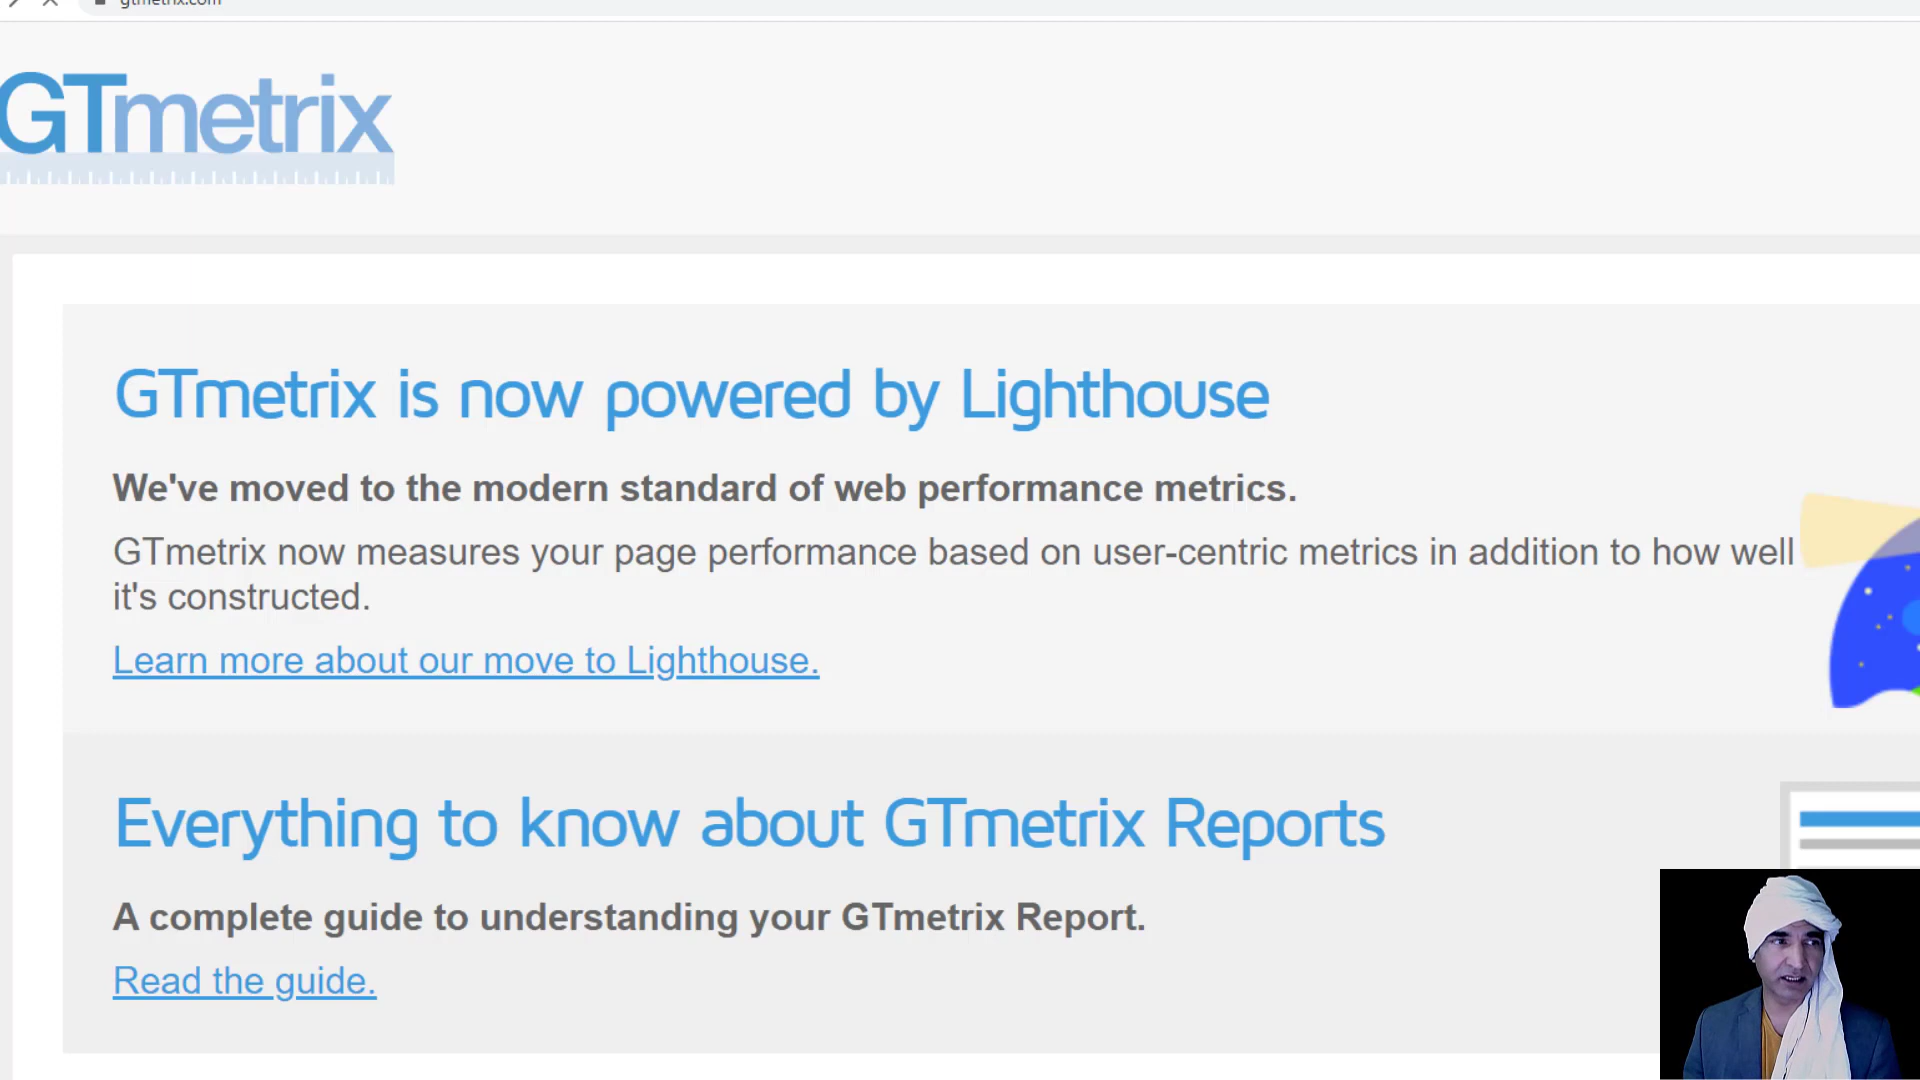 gtmetrix.com
GTmetrix
GTmetrix is now powered by Lighthouse
We've moved to the modern standard of web performance metrics.
GTmetrix now measures your page performance based on user-centric metrics in addition to how well
it's constructed.
Learn more about our move to Lighthouse.
Everything to know about GTmetrix Reports
A complete guide to understanding your GTmetrix Report.
Read the guide.